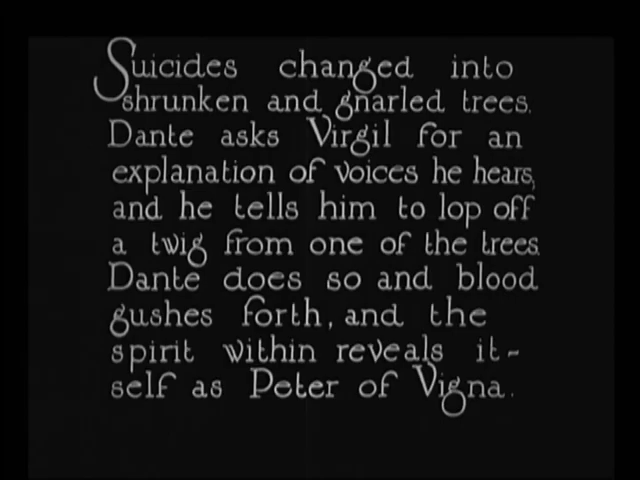 Suicides changed into
shrunken and gnarled trees.
Dante asks Virgil for an
explanation of voices he hears,
and he tells him to lop off
a twig from one of the trees.
Dante does so and blood
gushes forth, and the
spirit within reveals it-
self as Peter of Vigna.